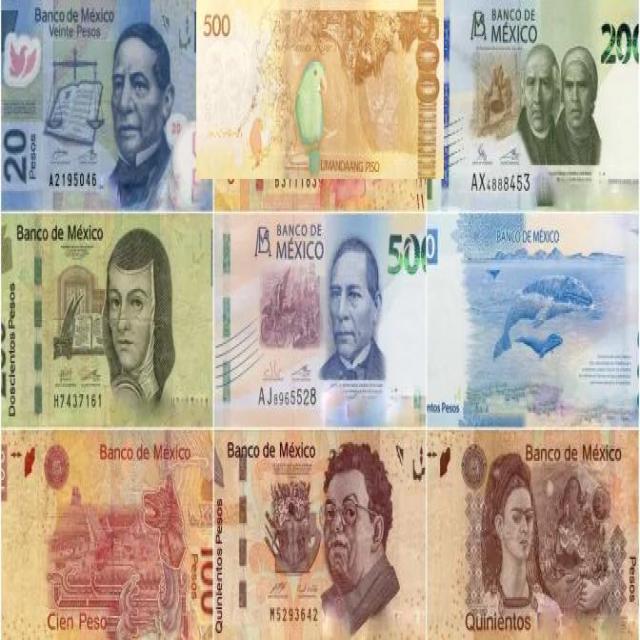 Banco de México
Veinte Pesos
20
Pesos
A2195046
500
LIMANDAANG PISO
BANCO DE
MÉXICO
200
AX4888453
Banco de México
Doscientos Pesos
H7437161
BANCO DE
MÉXICO
500
AJ8965528
BANCO DE MÉXICO
ntos Pesos
Banco de México
100
Pesos
Cien Peso
Banco de México
Quinientos Pesos
M5293642
Banco de México
Quinientos
Pesos